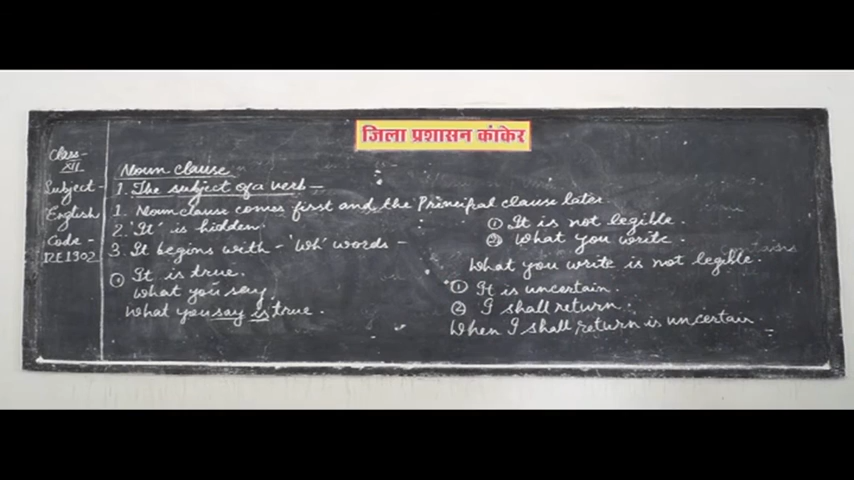 जिला प्रशासन कांकेर
Class-
XII
Subject-
English
Code-
Noun clause
1. The subject of a verb-
1. Noun clause comes first and the Principal clause later.
2. 'It' is hidden.
3. It begins with - 'Wh' words -
① It is true.
What you say
What you say is true.
① It is not legible.
② What you write.
What you write is not legible.
① It is uncertain.
② I shall return.
When I shall return is uncertain